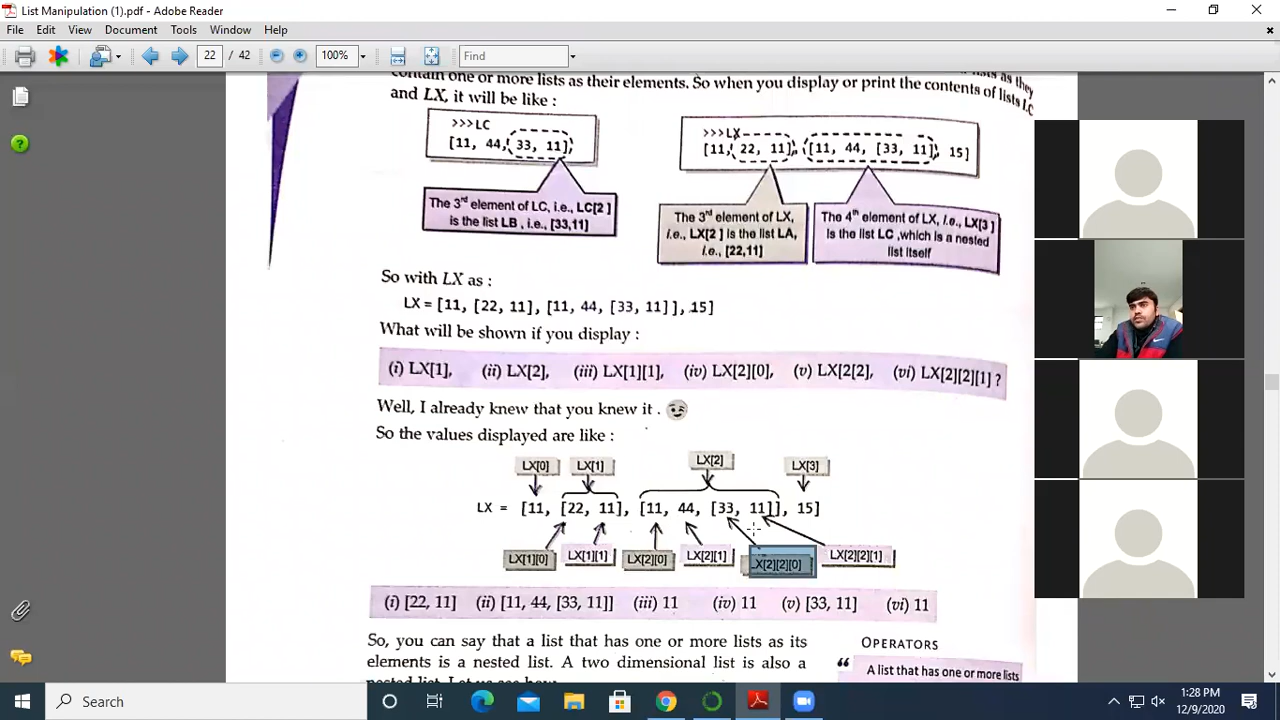 List Manipulation (1).pdf - Adobe Reader
File Edit View Document Tools Window Help
22 / 42 100% Find
contain one or more lists as their elements. So when you display or print the contents of lists LC
and LX, it will be like :
>>>LC
[11, 44, [33, 11]]
>>>LX
[11, [22, 11], [11, 44, [33, 11]], 15]
The 3rd element of LC, i.e., LC[2]
is the list LB , i.e., [33,11]
The 3rd element of LX,
i.e., LX[2] is the list LA,
i.e., [22,11]
The 4th element of LX, i.e., LX[3]
is the list LC ,which is a nested
list itself
So with LX as :
LX = [11, [22, 11], [11, 44, [33, 11]], 15]
What will be shown if you display :
(i) LX[1], (ii) LX[2], (iii) LX[1][1], (iv) LX[2][0], (v) LX[2[2], (vi) LX[2][2][1] ?
Well, I already knew that you knew it .
So the values displayed are like :
LX[0] LX[1] LX[2] LX[3]
LX = [11, [22, 11], [11, 44, [33, 11]], 15]
LX[1][0] LX[1][1] LX[2][0] LX[2][1] LX[2][2][0] LX[2][2][1]
(i) [22, 11] (ii) [11, 44, [33, 11]] (iii) 11 (iv) 11 (v) [33, 11] (vi) 11
So, you can say that a list that has one or more lists as its
elements is a nested list. A two dimensional list is also a
OPERATORS
“ A list that has one or more lists
Search
1:28 PM
12/9/2020